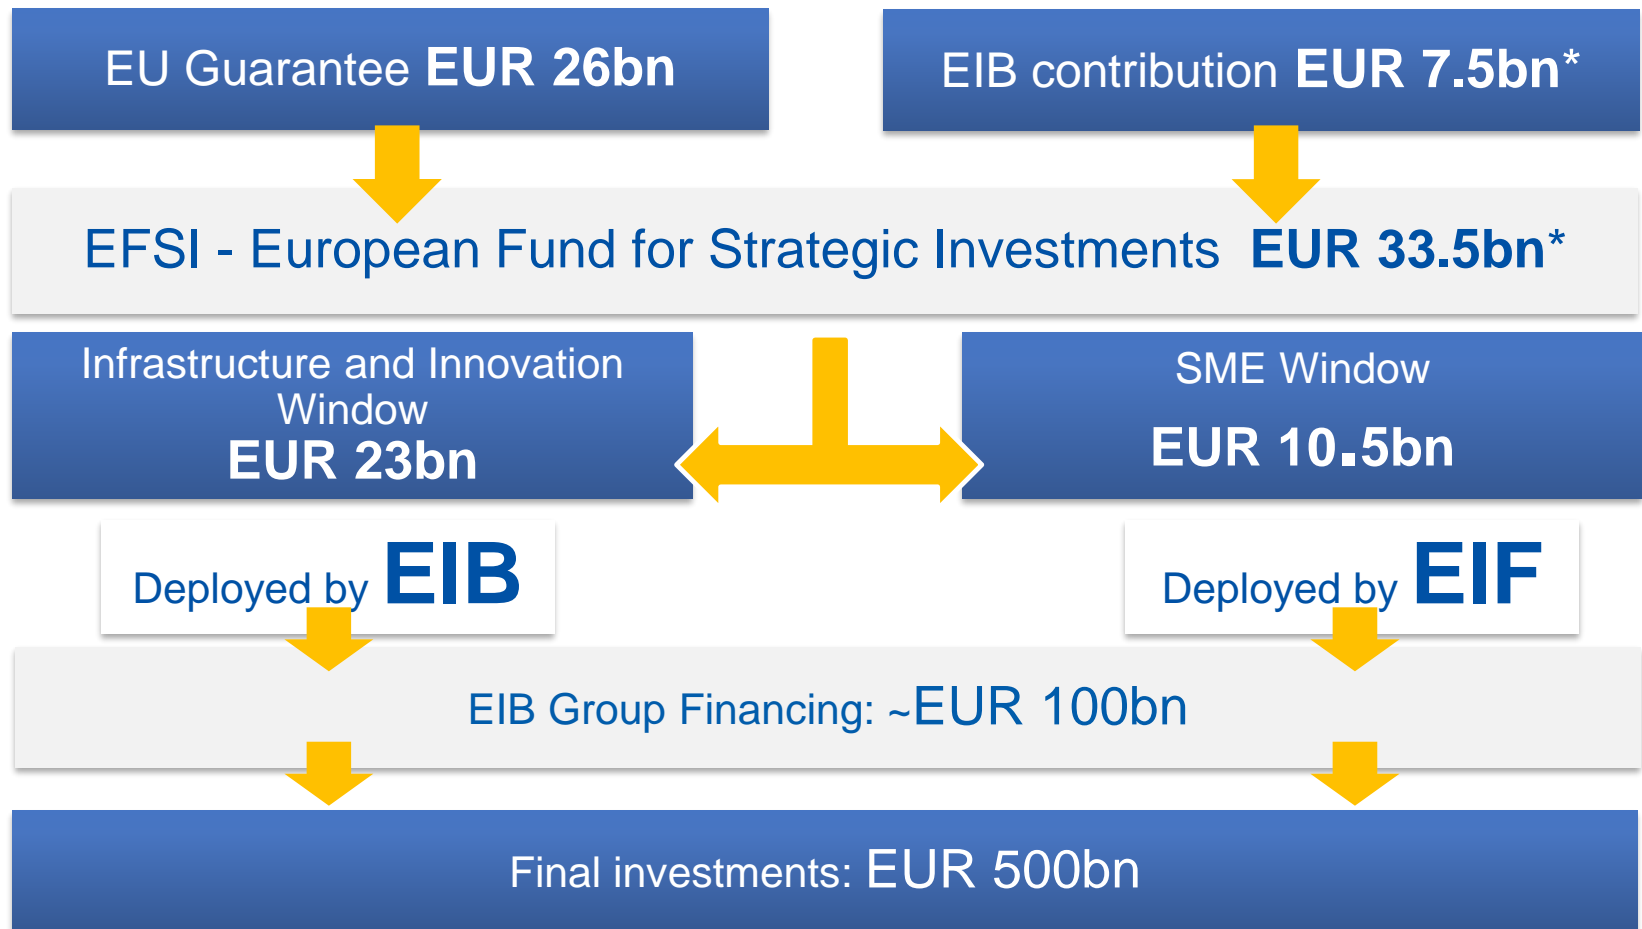 EU Guarantee EUR 26bn
EIB contribution EUR 7.5bn*
EFSI - European Fund for Strategic Investments EUR 33.5bn*
Infrastructure and Innovation
Window
EUR 23bn
SME Window
EUR 10.5bn
Deployed by EIB
Deployed by EIF
EIB Group Financing: ~EUR 100bn
Final investments: EUR 500bn